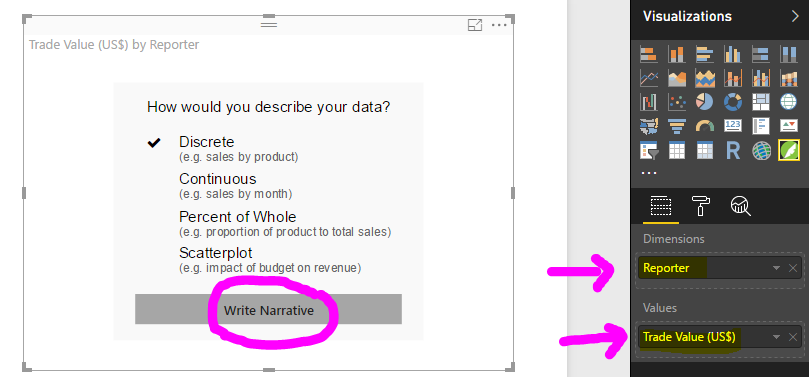 Visualizations
Trade Value (US$) by Reporter
How would you describe your data?
Discrete
(e.g. sales by product)
Continuous
(e.g. sales by month)
Percent of Whole
(e.g. proportion of product to total sales)
Scatterplot
(e.g. impact of budget on revenue)
Write Narrative
123
R
Dimensions
Reporter
Values
Trade Value (US$)